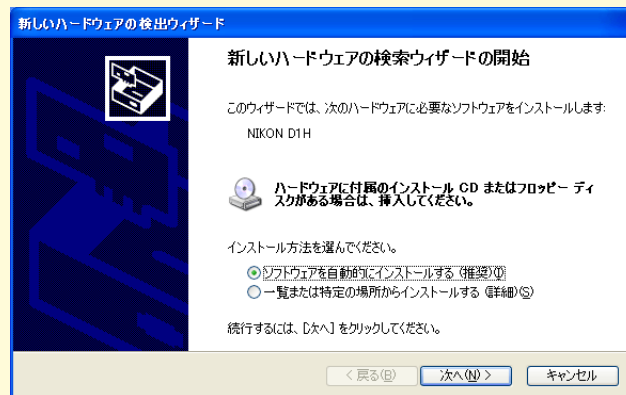 新しいハードウェアの検出ウィザード
新しいハードウェアの検索ウィザードの開始
このウィザードでは、次のハードウェアに必要なソフトウェアをインストールします:
NIKON D1H
ハードウェアに付属のインストール CD またはフロッピー ディ
スクがある場合は、挿入してください。
インストール方法を選んでください。
ソフトウェアを自動的にインストールする (推奨)(I)
一覧または特定の場所からインストールする (詳細)(S)
続行するには、[次へ] をクリックしてください。
< 戻る(B)
次へ(N) >
キャンセル